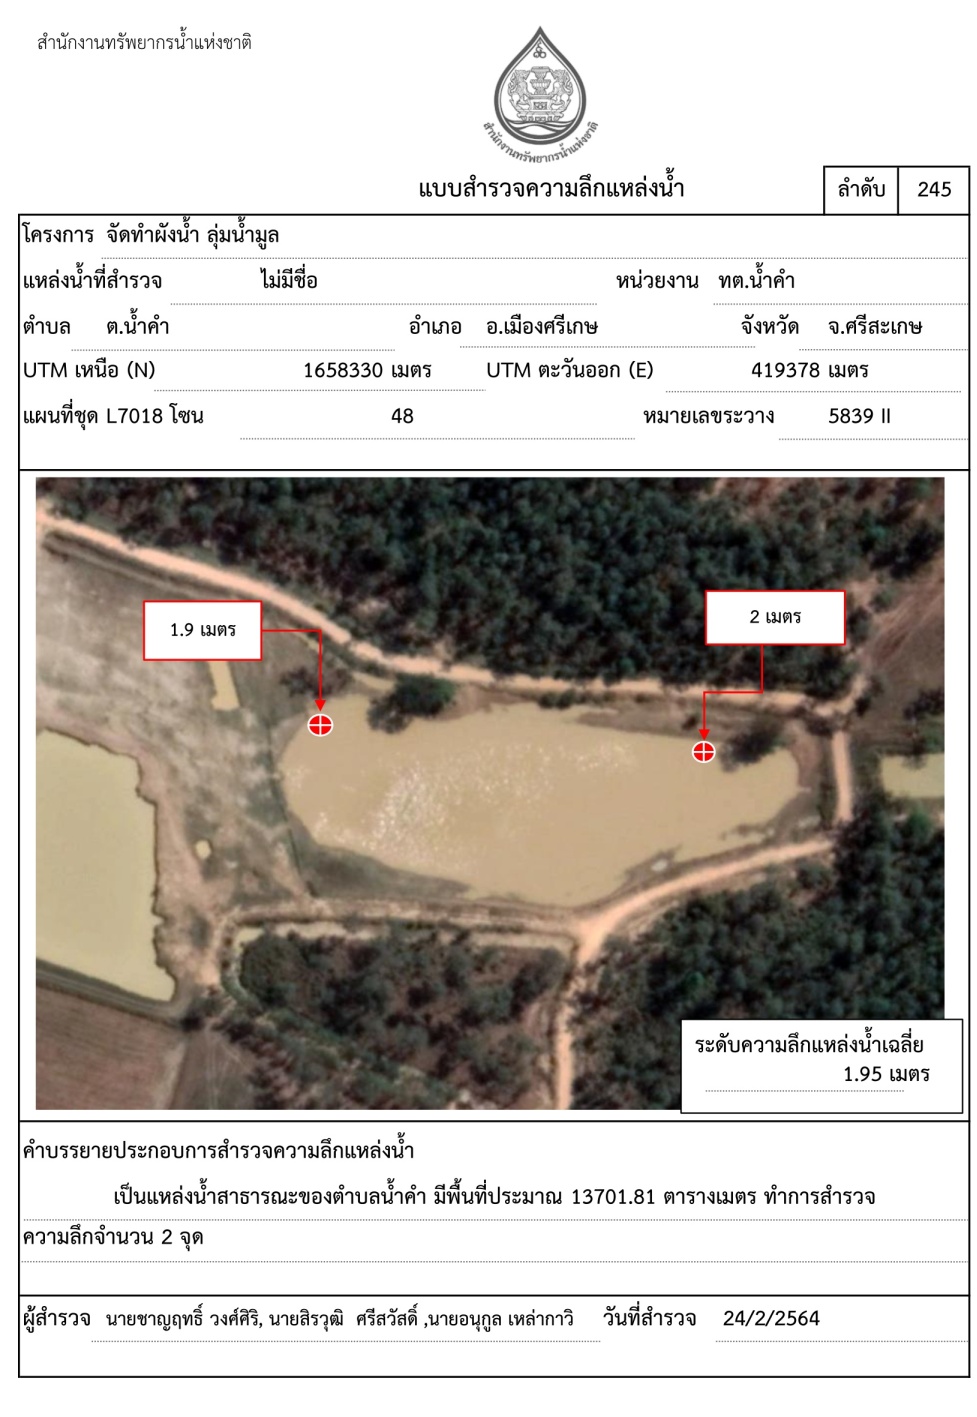 สำนักงานทรัพยากรน้ำแห่งชาติ
สำนักงานทรัพยากรน้ำแห่งชาติ
แบบสำรวจความลึกแหล่งน้ำ
ลำดับ 245
โครงการ จัดทำผังน้ำ ลุ่มน้ำมูล
แหล่งน้ำที่สำรวจ ไม่มีชื่อ หน่วยงาน ทต.น้ำคำ
ตำบล ต.น้ำคำ อำเภอ อ.เมืองศรีเกษ จังหวัด จ.ศรีสะเกษ
UTM เหนือ (N) 1658330 เมตร UTM ตะวันออก (E) 419378 เมตร
แผนที่ชุด L7018 โซน 48 หมายเลขระวาง 5839 II
1.9 เมตร
2 เมตร
ระดับความลึกแหล่งน้ำเฉลี่ย
1.95 เมตร
คำบรรยายประกอบการสำรวจความลึกแหล่งน้ำ
เป็นแหล่งน้ำสาธารณะของตำบลน้ำคำ มีพื้นที่ประมาณ 13701.81 ตารางเมตร ทำการสำรวจ
ความลึกจำนวน 2 จุด
ผู้สำรวจ นายชาญฤทธิ์ วงศ์ศิริ, นายสิรวุฒิ ศรีสวัสดิ์ ,นายอนุกูล เหล่ากาวิ วันที่สำรวจ 24/2/2564